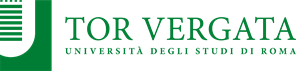 TOR VERGATA
UNIVERSITÀ DEGLI STUDI DI ROMA